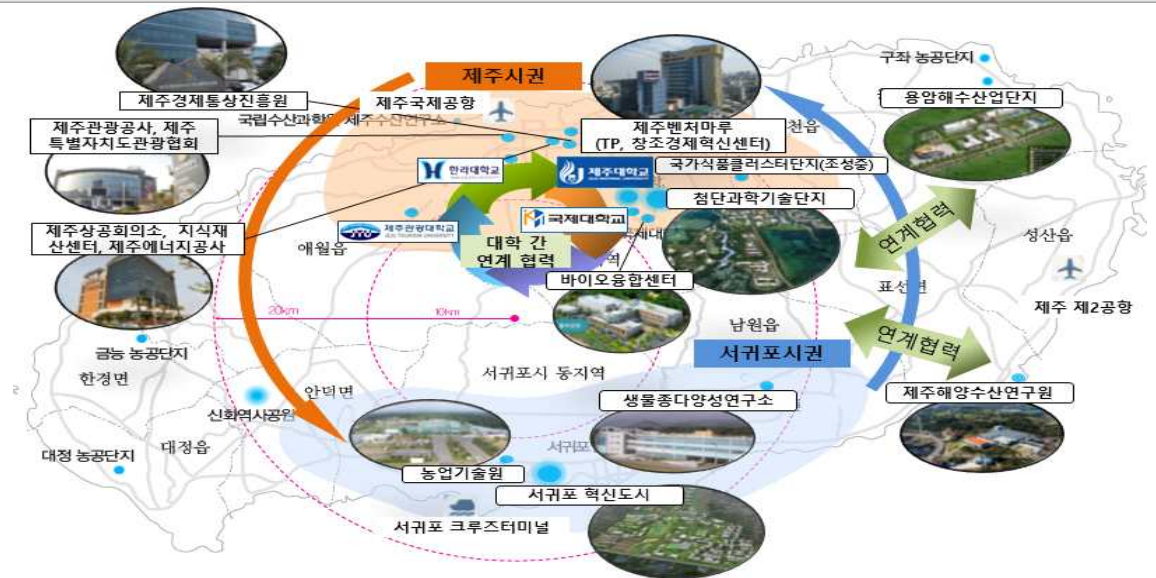 제주시권
구좌 농공단지
용암해수산업단지
제주경제통상진흥원
제주국제공항
국립수산과학원 제주수산연구소
제주관광공사, 제주
특별자치도관광협회
제주벤처마루
(TP, 창조경제혁신센터)
천읍
한라대학교
제주대학교
국가식품클러스터단지(조성중)
첨단과학기술단지
제주상공회의소, 지식재
산센터, 제주에너지공사
제주관광대학교
JEJU TOURISM UNIVERSITY
국제대학교
애월읍
대학 간
연계 협력
연계협력
성산읍
바이오융합센터
표선면
제주 제2공항
20km
10km
남원읍
금능 농공단지
한경면
서귀포시권
연계협력
서귀포시 동지역
안덕면
신화역사공원
생물종다양성연구소
제주해양수산연구원
대정읍
대정 농공단지
서귀포
농업기술원
서귀포 혁신도시
서귀포 크루즈터미널